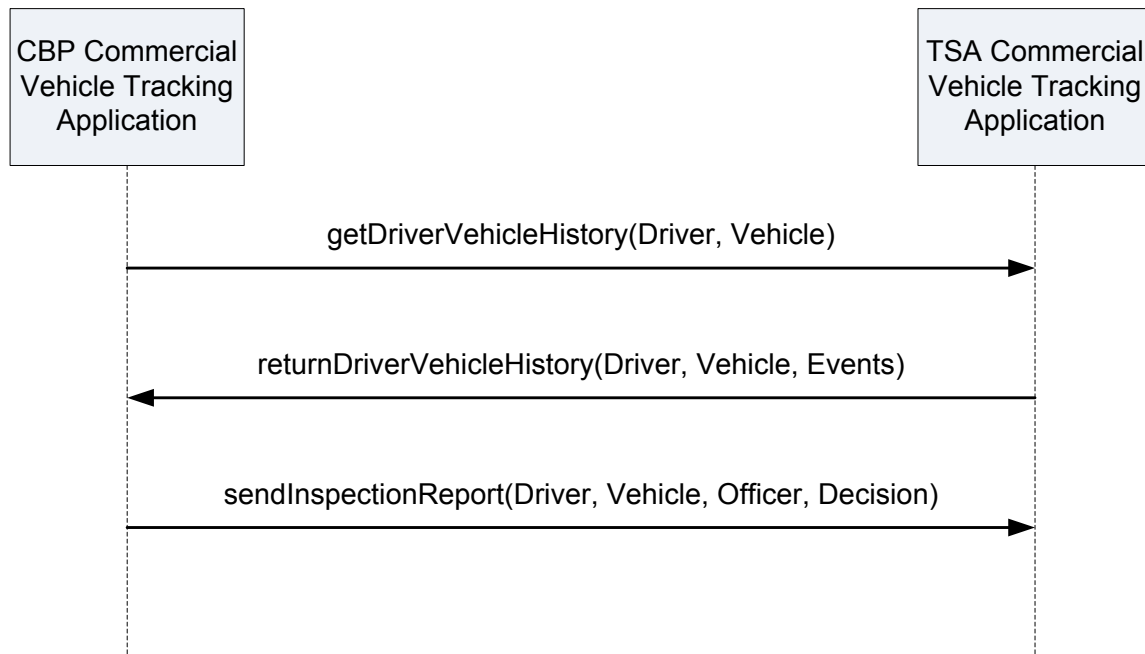 CBP Commercial
Vehicle Tracking
Application
TSA Commercial
Vehicle Tracking
Application
getDriverVehicleHistory(Driver, Vehicle)
returnDriverVehicleHistory(Driver, Vehicle, Events)
sendInspectionReport(Driver, Vehicle, Officer, Decision)